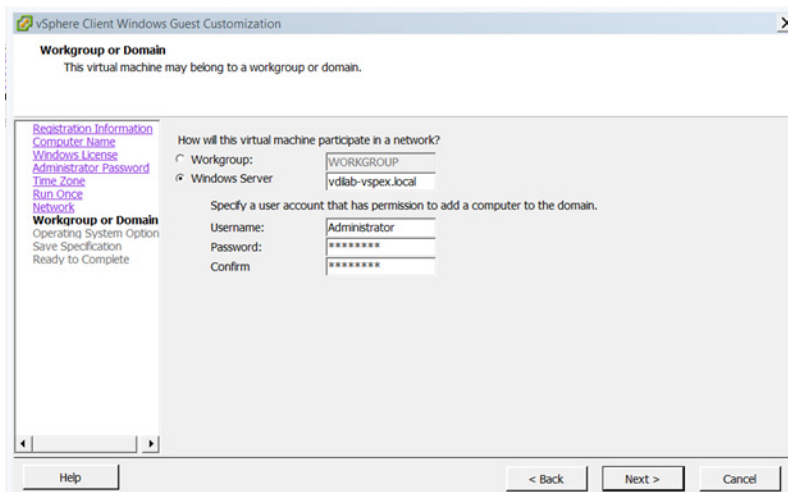 vSphere Client Windows Guest Customization
Workgroup or Domain
This virtual machine may belong to a workgroup or domain.
Registration Information
Computer Name
Windows License
Administrator Password
Time Zone
Run Once
Network
Workgroup or Domain
Operating System Option
Save Specification
Ready to Complete
How will this virtual machine participate in a network?
Workgroup: WORKGROUP
Windows Server vdilab-vspex.local
Specify a user account that has permission to add a computer to the domain.
Username: Administrator
Password: ********
Confirm ********
Help < Back Next > Cancel